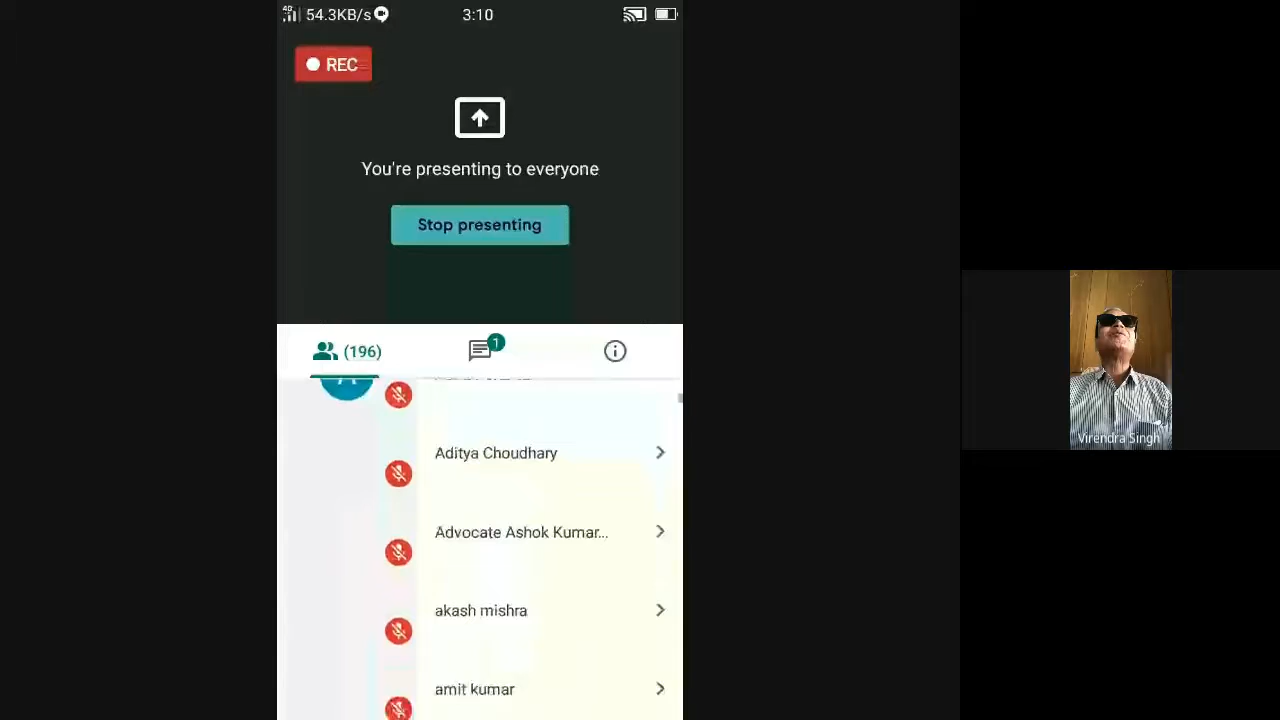 4G 54.3KB/s 3:10
REC
You're presenting to everyone
Stop presenting
(196) 1
Aditya Choudhary
Advocate Ashok Kumar...
akash mishra
amit kumar
Virendra Singh